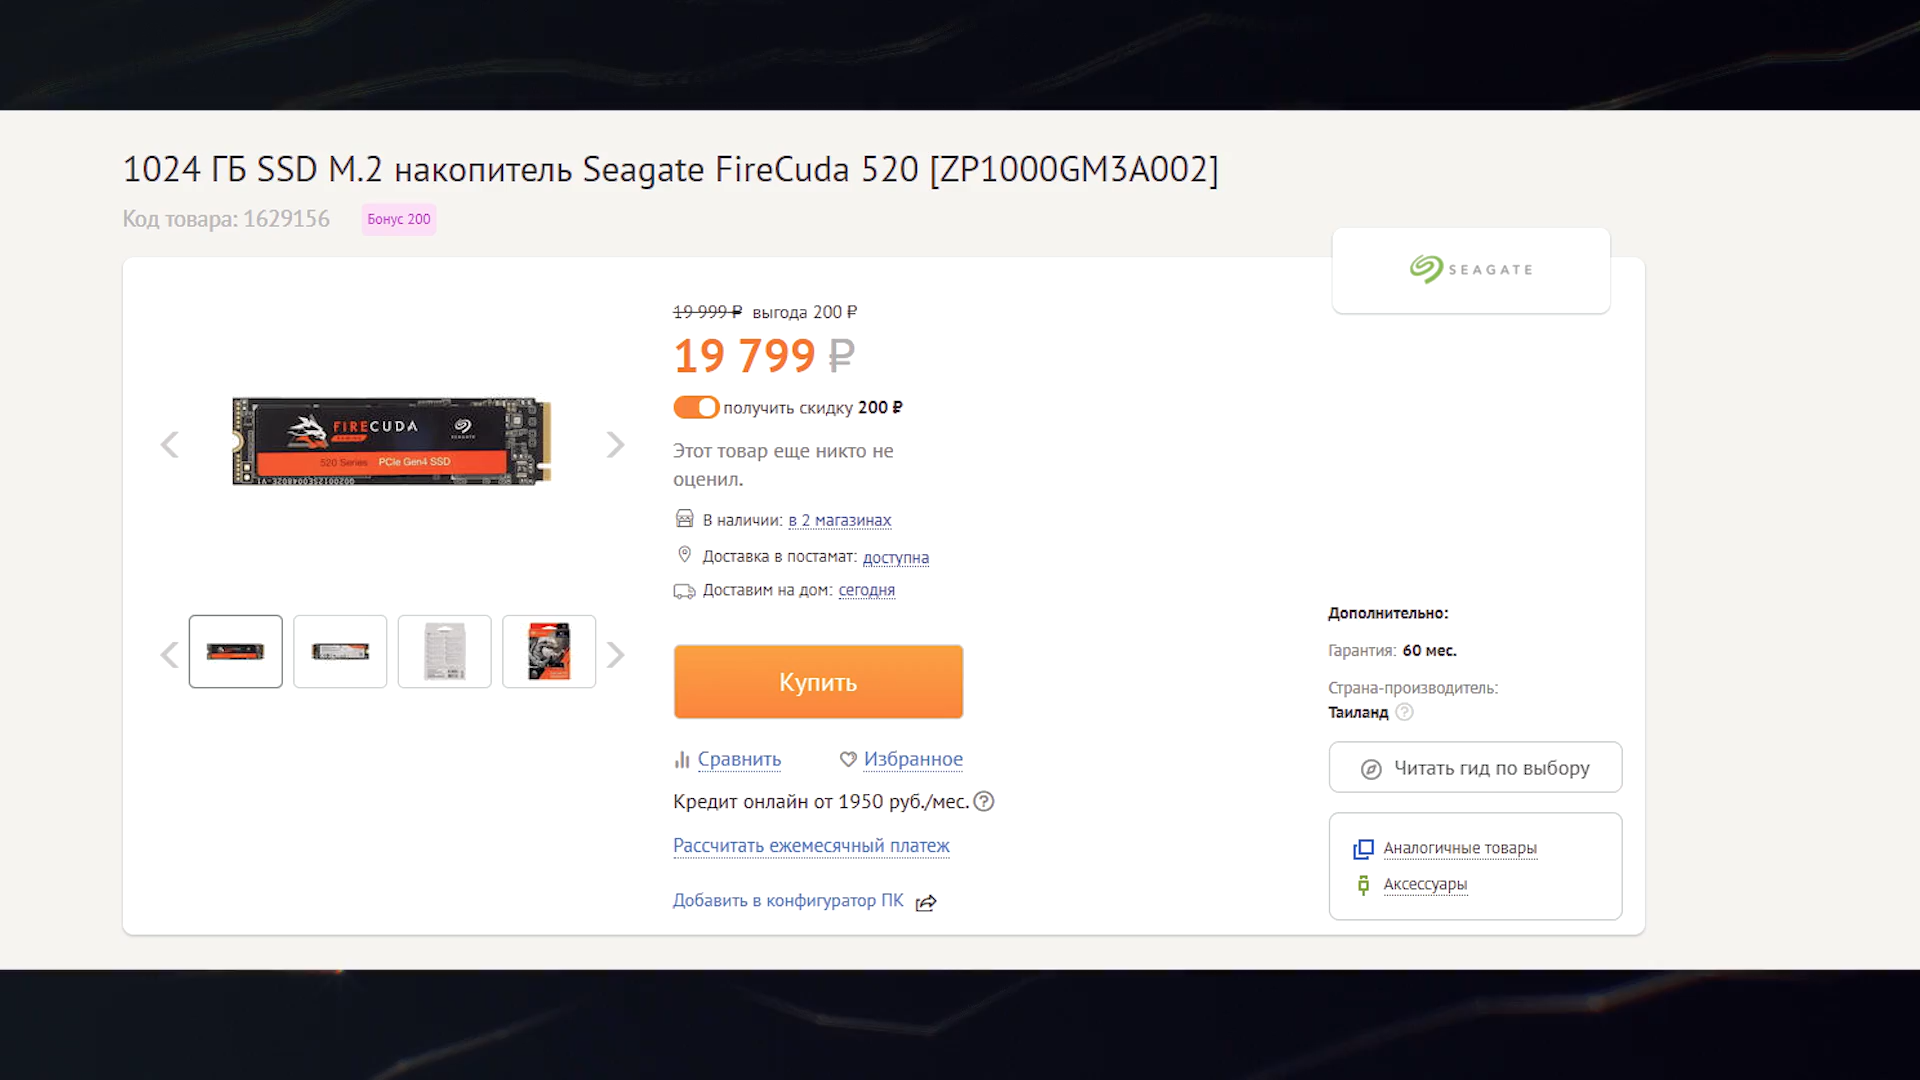 1024 ГБ SSD M.2 накопитель Seagate FireCuda 520 [ZP1000GM3A002]
Код товара: 1629156
Бонус 200
SEAGATE
19 999 ₽ выгода 200 ₽
19 799 ₽
получить скидку 200 ₽
Этот товар еще никто не
оценил.
В наличии: в 2 магазинах
Доставка в постамат: доступна
Доставим на дом: сегодня
FIRECUDA
GAMING
SEAGATE
520 Series PCIe Gen4 SSD
Купить
Сравнить
Избранное
Кредит онлайн от 1950 руб./мес.
Рассчитать ежемесячный платеж
Добавить в конфигуратор ПК
Дополнительно:
Гарантия: 60 мес.
Страна-производитель:
Таиланд
Читать гид по выбору
Аналогичные товары
Аксессуары